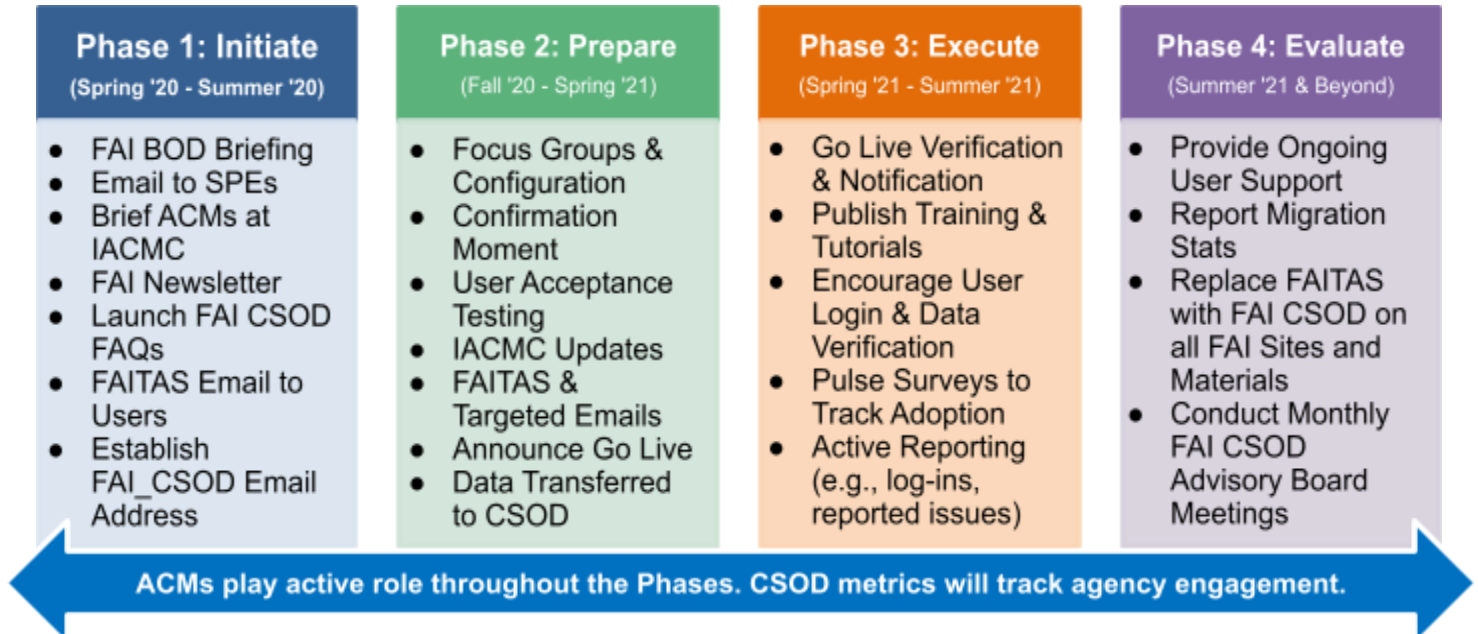 Phase 1: Initiate
(Spring '20 - Summer '20)
● FAI BOD Briefing
● Email to SPEs
● Brief ACMs at
IACMC
● FAI Newsletter
● Launch FAI CSOD
FAQs
● FAITAS Email to
Users
● Establish
FAI_CSOD Email
Address
Phase 2: Prepare
(Fall '20 - Spring '21)
● Focus Groups &
Configuration
● Confirmation
Moment
● User Acceptance
Testing
● IACMC Updates
● FAITAS &
Targeted Emails
● Announce Go Live
● Data Transferred
to CSOD
Phase 3: Execute
(Spring '21 - Summer '21)
● Go Live Verification
& Notification
● Publish Training &
Tutorials
● Encourage User
Login & Data
Verification
● Pulse Surveys to
Track Adoption
● Active Reporting
(e.g., log-ins,
reported issues)
Phase 4: Evaluate
(Summer '21 & Beyond)
● Provide Ongoing
User Support
● Report Migration
Stats
● Replace FAITAS
with FAI CSOD on
all FAI Sites and
Materials
● Conduct Monthly
FAI CSOD
Advisory Board
Meetings
ACMs play active role throughout the Phases. CSOD metrics will track agency engagement.